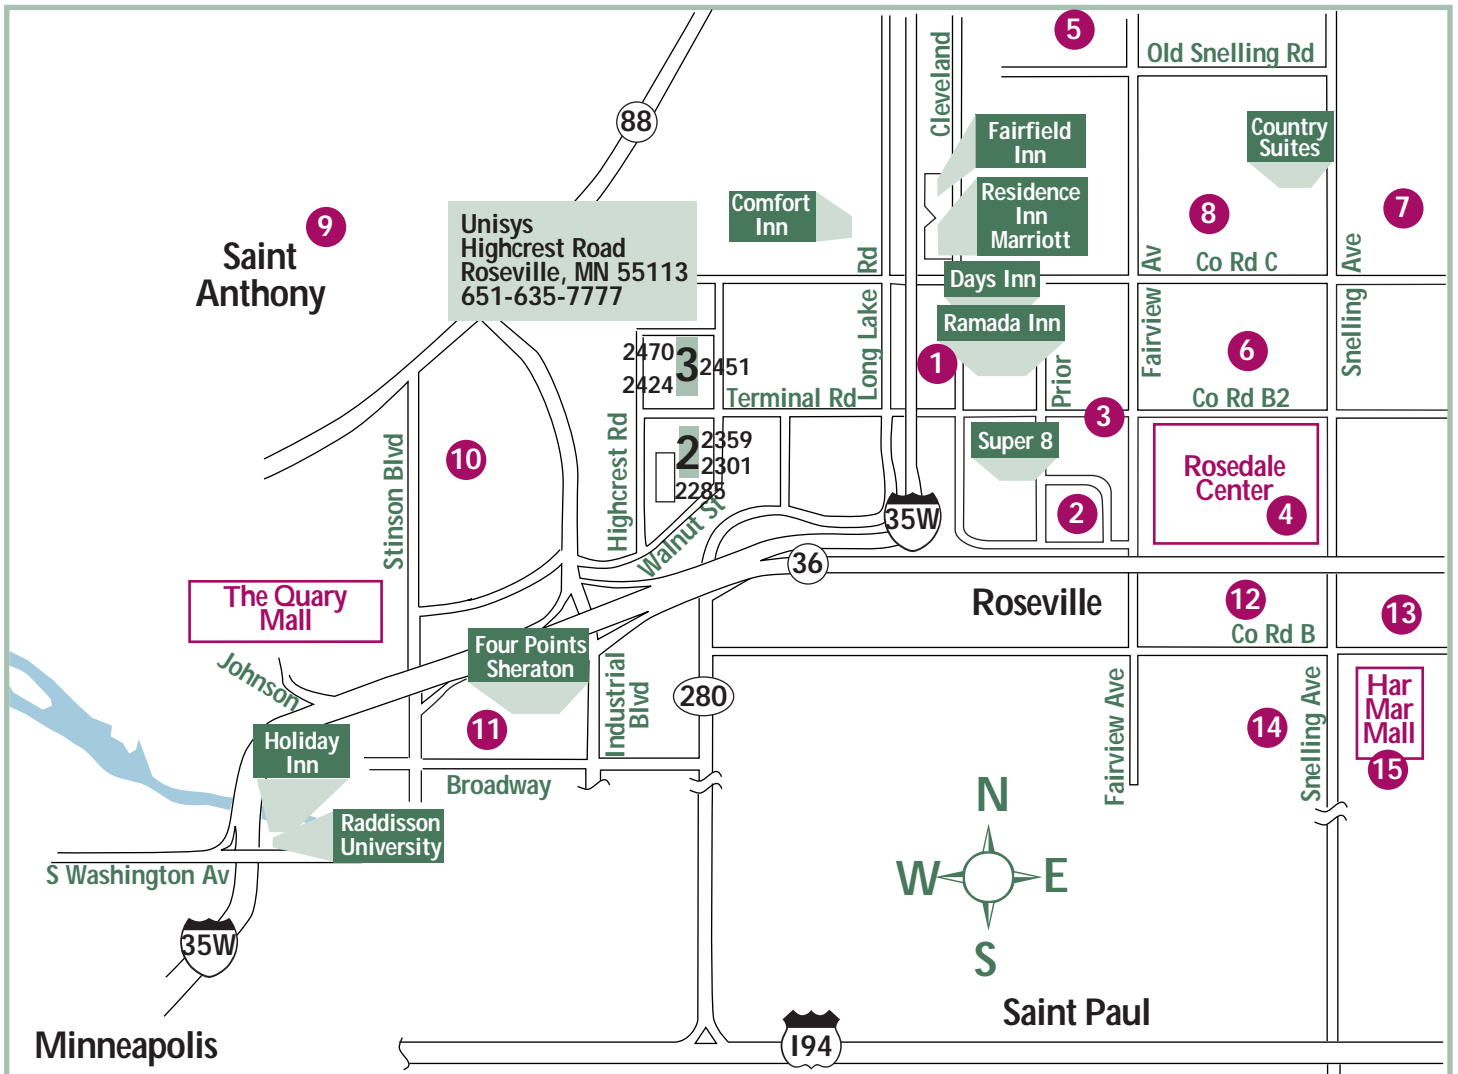 5
Old Snelling Rd
Cleveland
88
Fairfield
Inn
Country
Suites
Comfort
Inn
Residence
Inn
Marriott
8
7
9
Saint
Anthony
Unisys
Highcrest Road
Roseville, MN 55113
651-635-7777
Long Lake Rd
Days Inn
Fairview Av
Co Rd C
Snelling Ave
Ramada Inn
2470
3
2451
2424
1
6
Prior
Terminal Rd
Co Rd B2
3
Stinson Blvd
10
Highcrest Rd
2
2359
2301
2285
Walnut St
Super 8
Rosedale
Center
4
2
35W
36
The Quary
Mall
Roseville
12
Co Rd B
13
Johnson
Four Points
Sheraton
Industrial
Blvd
280
Fairview Ave
Snelling Ave
Har
Mar
Mall
15
14
11
Holiday
Inn
Broadway
Raddisson
University
S Washington Av
N
W
E
S
35W
Saint Paul
Minneapolis
I94